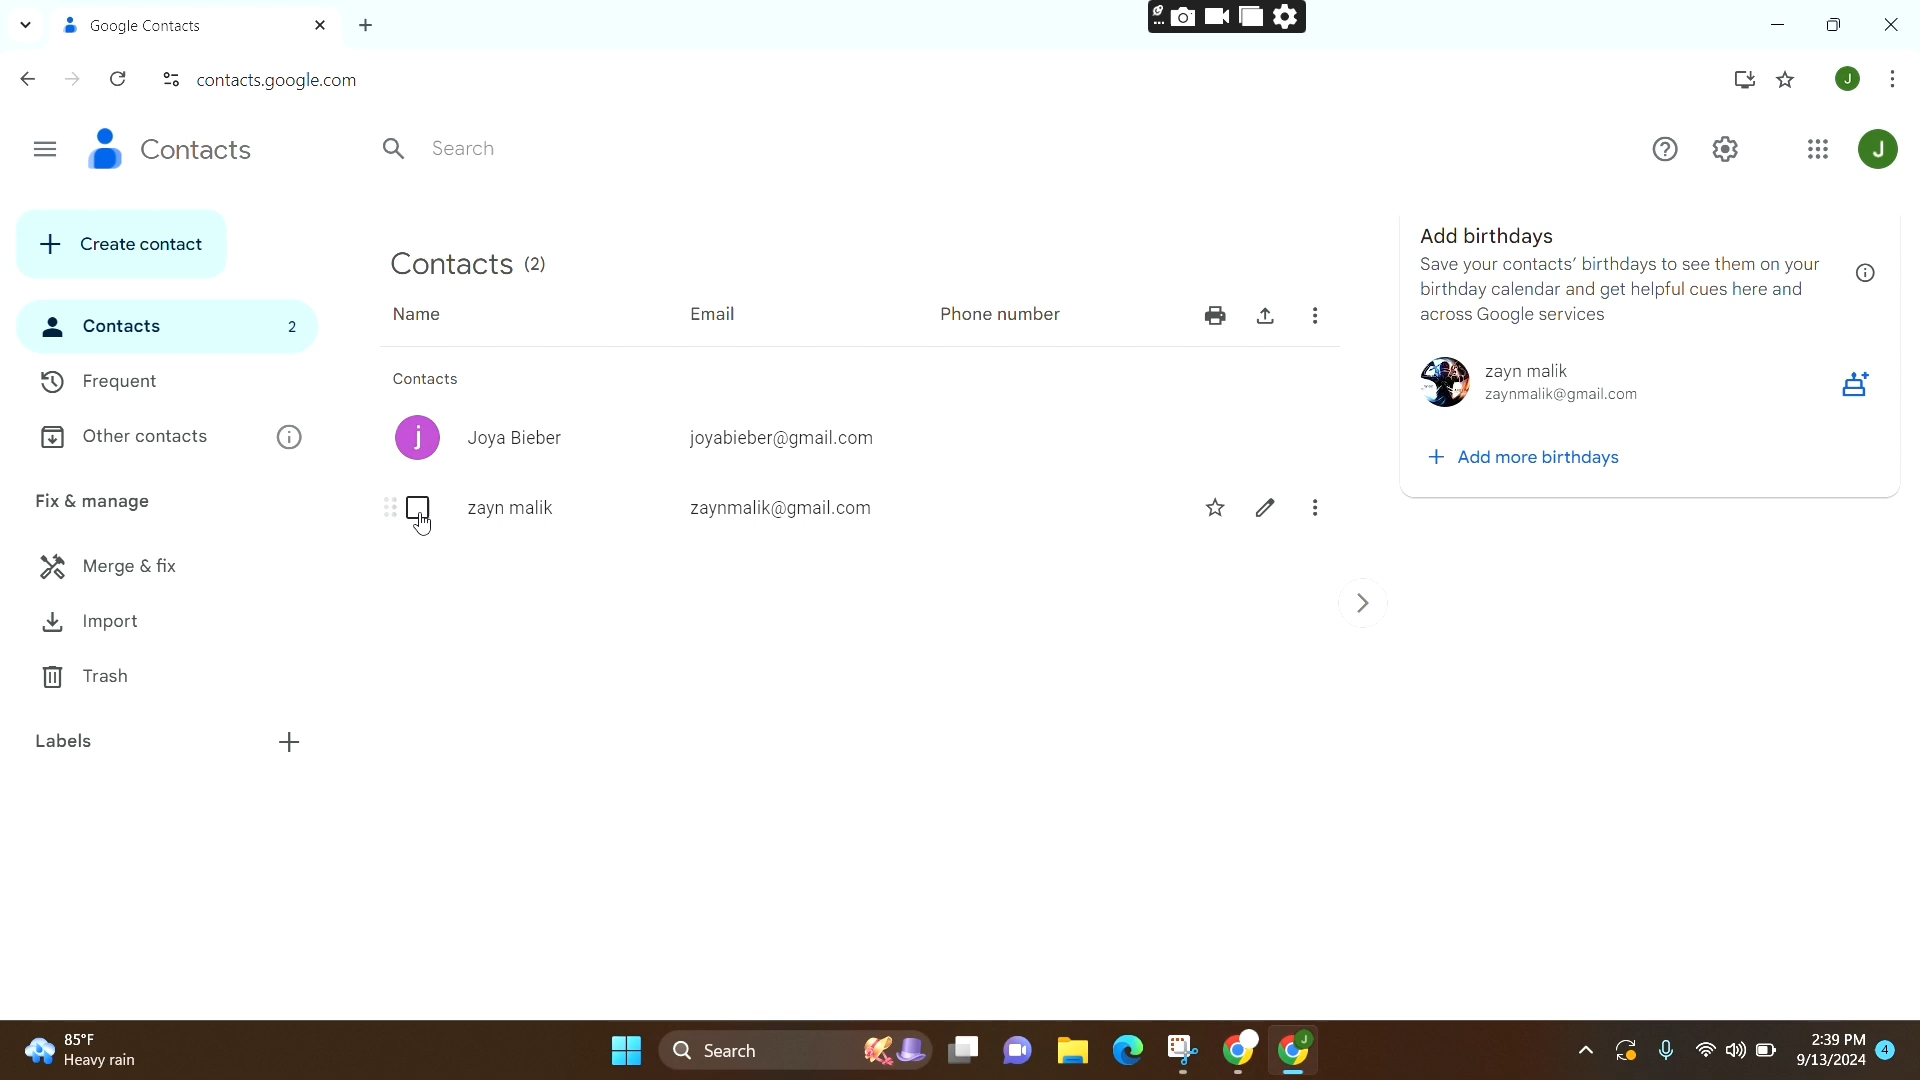 Google Contacts
contacts.google.com
J
Contacts
Search
J
Create contact
Contacts (2)
Add birthdays
Save your contacts' birthdays to see them on your
birthday calendar and get helpful cues here and
across Google services
Contacts 2
Name Email Phone number
Frequent
Contacts
zayn malik
zaynmalik@gmail.com
Other contacts
j Joya Bieber joyabieber@gmail.com
Add more birthdays
Fix & manage
zayn malik zaynmalik@gmail.com
Merge & fix
Import
Trash
Labels
85°F
Heavy rain
Search
J
2:39 PM
9/13/2024
4